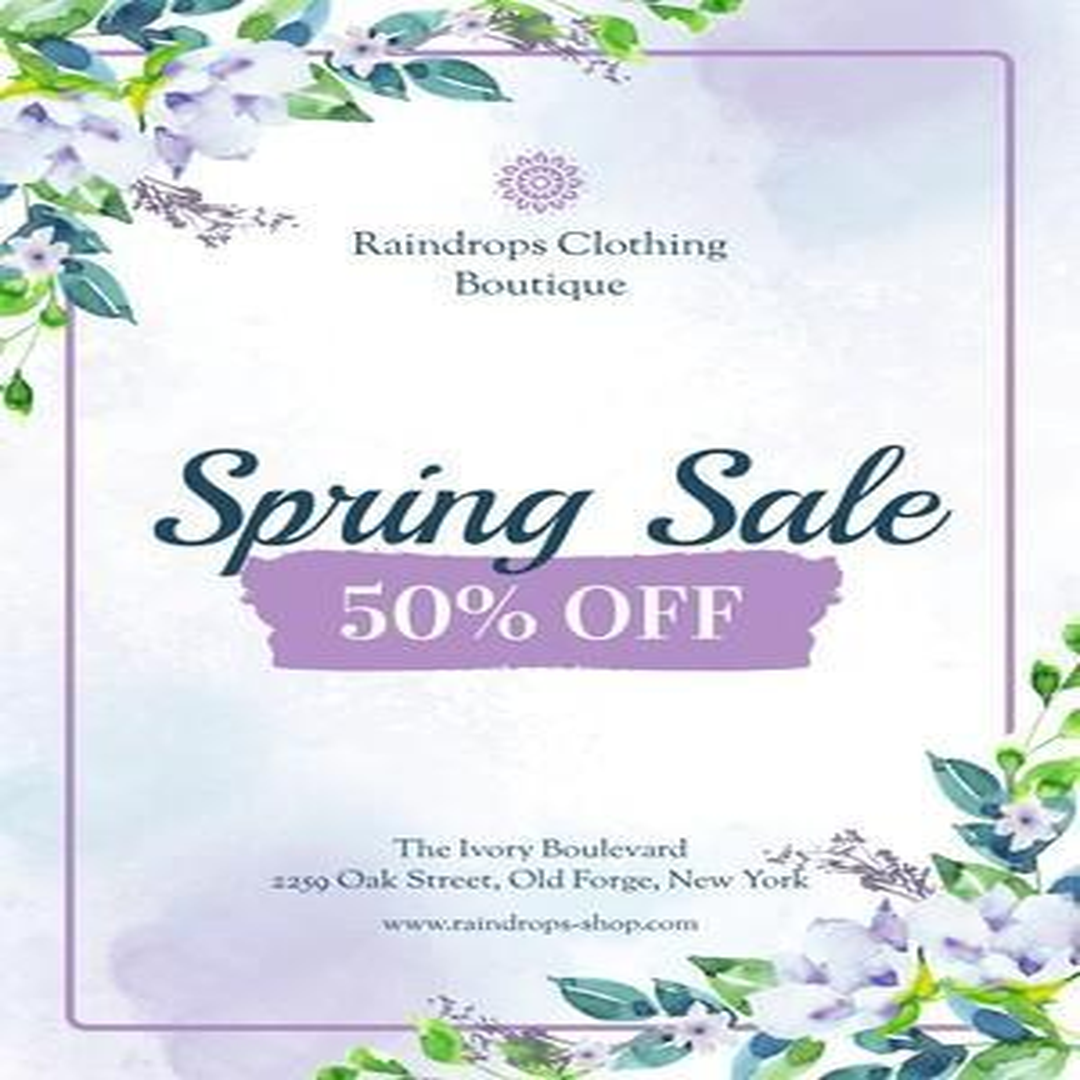 Raindrops Clothing
Boutique
Spring Sale
50% OFF
The Ivory Boulevard
2259 Oak Street, Old Forge, New York
www.raindrops-shop.com